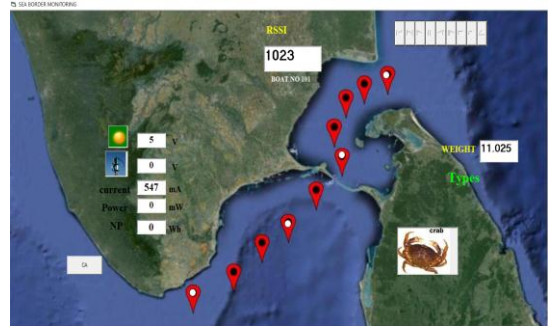 SEA BORDER MONITORING
RSSI
1023
BOAT NO 101
5 V
0 V
current 547 mA
Power 0 mW
NP 0 Wh
CA
WEIGHT 11.025
Types
crab